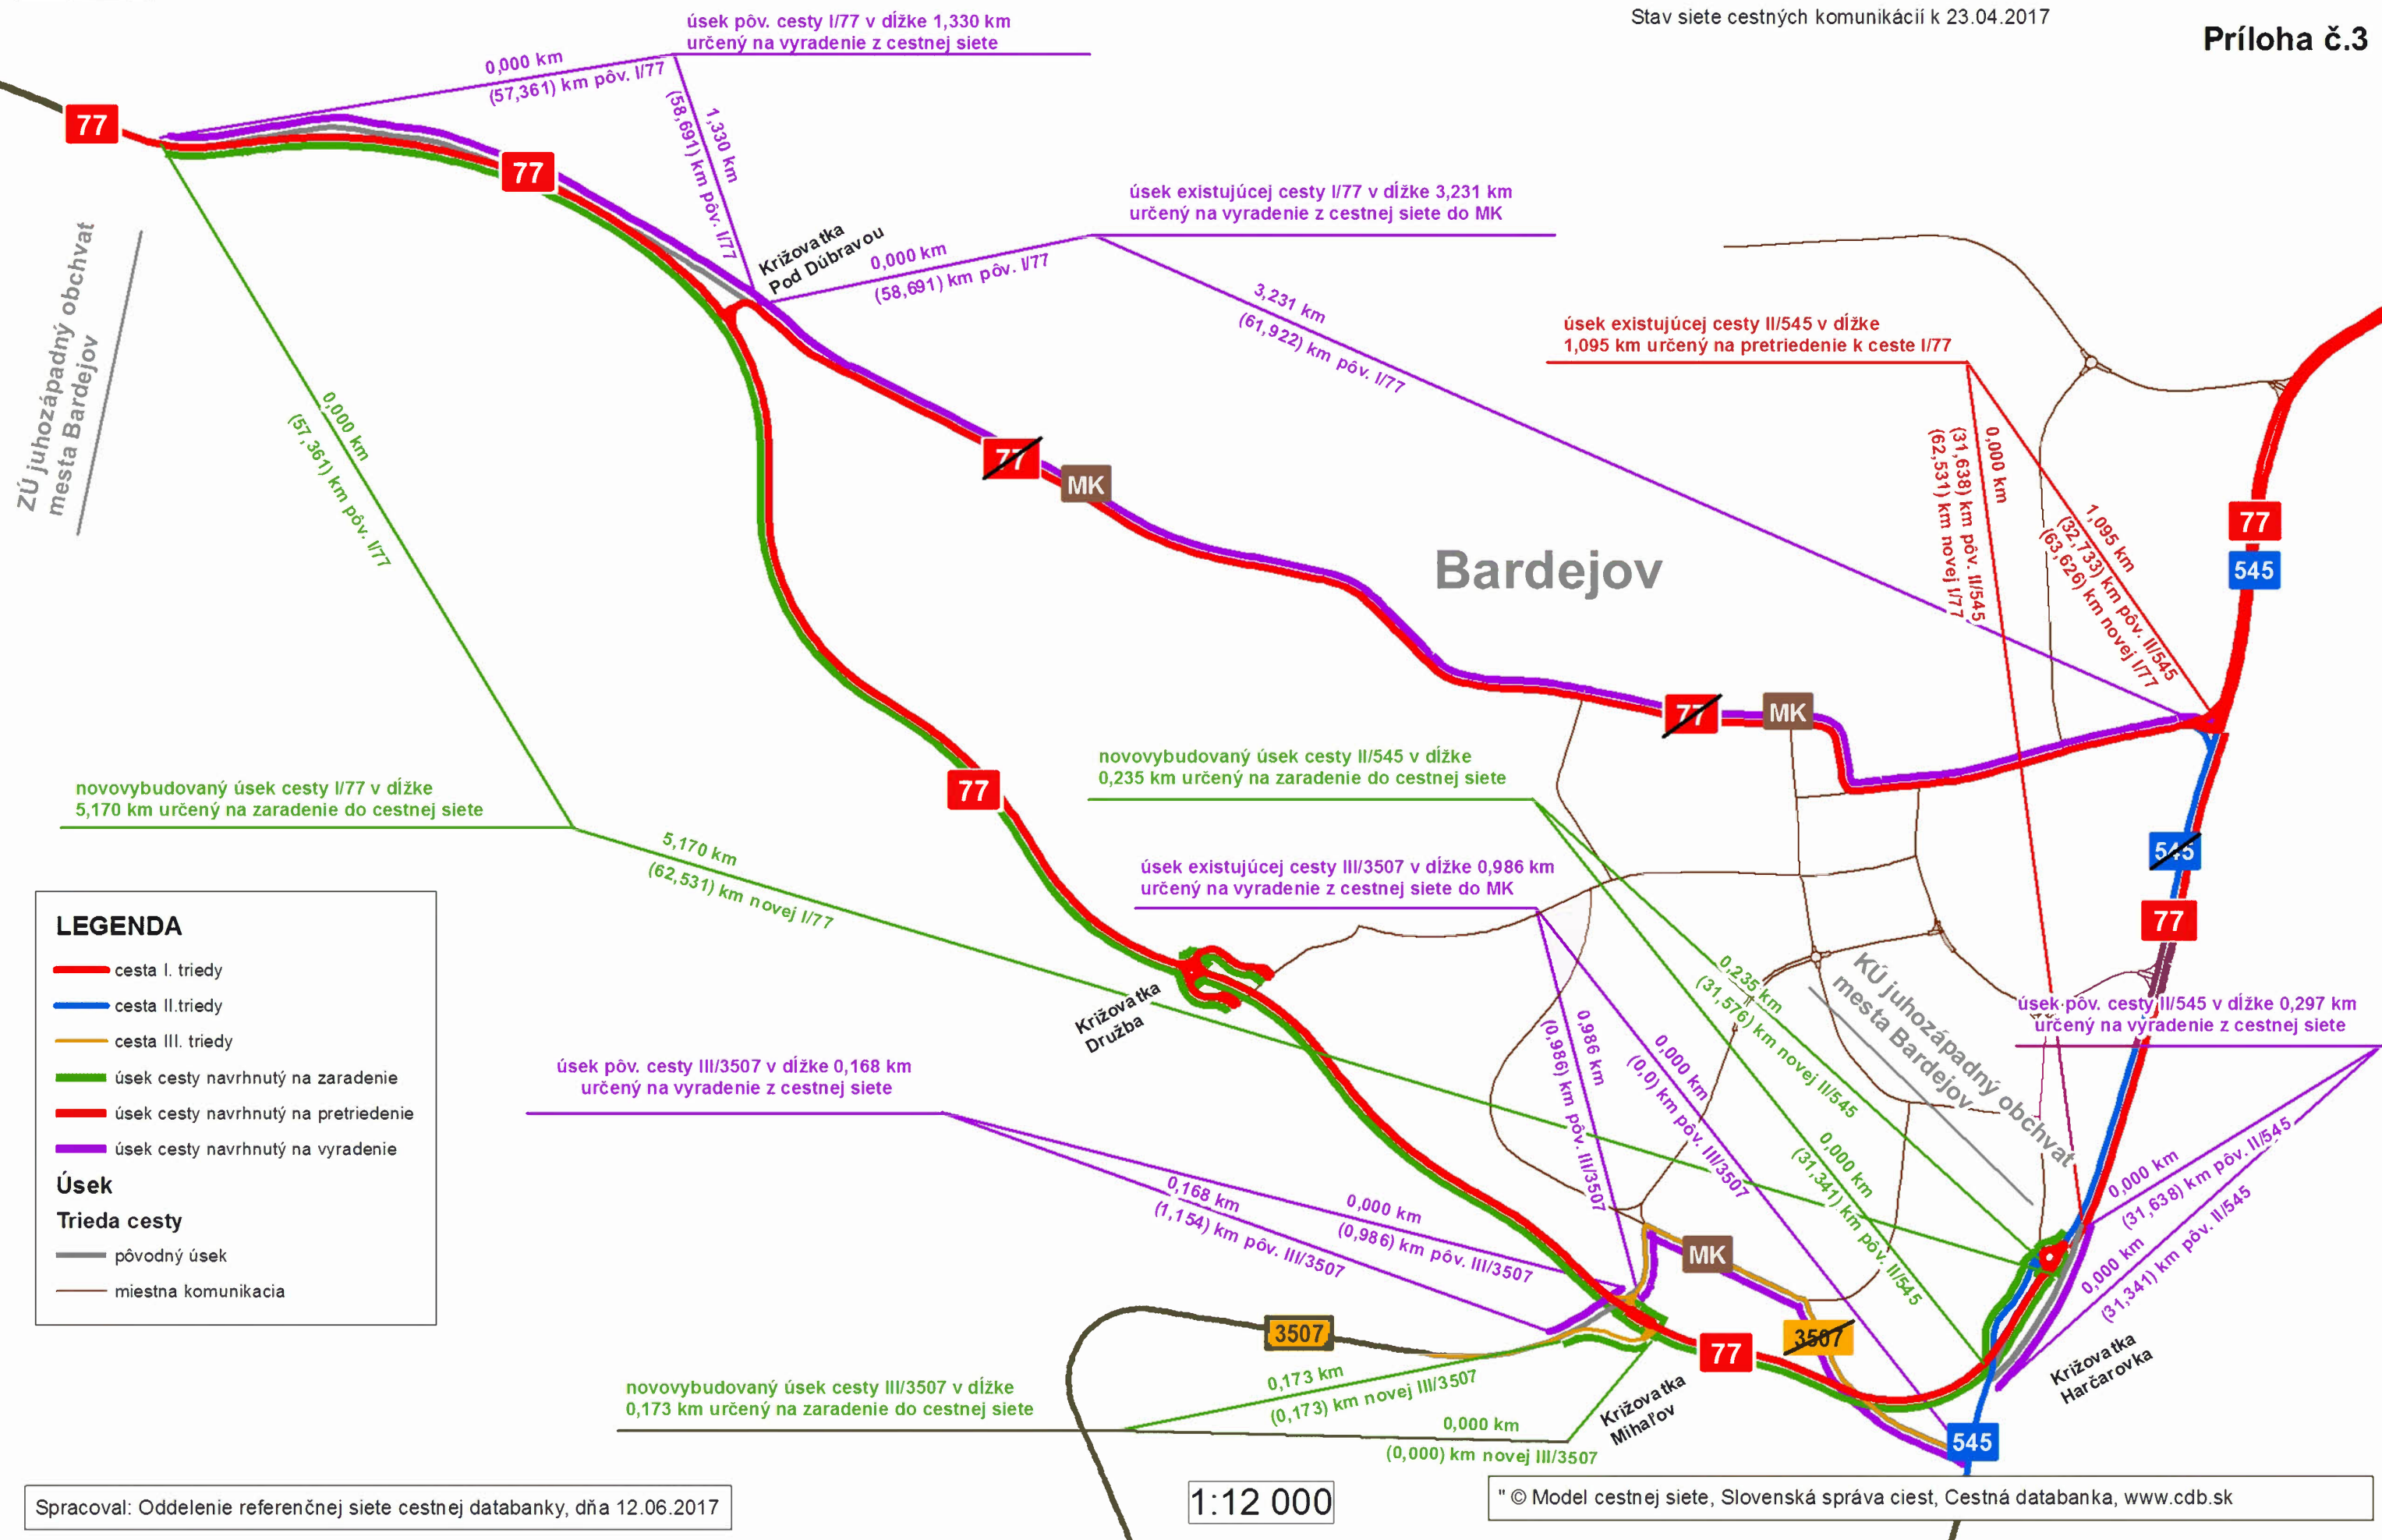 Stav siete cestných komunikácií k 23.04.2017
Príloha č.3
úsek pôv. cesty I/77 v dĺžke 1,330 km
určený na vyradenie z cestnej siete
0,000 km
(57,361) km pôv. I/77
1,330 km
(58,691) km pôv. I/77
77
77
úsek existujúcej cesty I/77 v dĺžke 3,231 km
určený na vyradenie z cestnej siete do MK
Križovatka
Pod Dúbravou
0,000 km
(58,691) km pôv. I/77
3,231 km
(61,922) km pôv. I/77
ZÚ juhozápadný obchvat
mesta Bardejov
úsek existujúcej cesty II/545 v dĺžke
1,095 km určený na pretriedenie k ceste I/77
0,000 km
(31,638) km pôv. II/545
(62,531) km novej I/77
1,095 km
(32,733) km pôv. II/545
(63,626) km novej I/77
0,000 km
(57,361) km pôv. I/77
77
MK
77
545
Bardejov
77
MK
novovybudovaný úsek cesty I/77 v dĺžke
5,170 km určený na zaradenie do cestnej siete
5,170 km
(62,531) km novej I/77
77
novovybudovaný úsek cesty II/545 v dĺžke
0,235 km určený na zaradenie do cestnej siete
545
77
úsek existujúcej cesty III/3507 v dĺžke 0,986 km
určený na vyradenie z cestnej siete do MK
LEGENDA
cesta I. triedy
cesta II.triedy
cesta III. triedy
úsek cesty navrhnutý na zaradenie
úsek cesty navrhnutý na pretriedenie
úsek cesty navrhnutý na vyradenie
Úsek
Trieda cesty
pôvodný úsek
miestna komunikacia
Križovatka
Družba
0,235 km
(31,576) km novej II/545
KÚ juhozápadný obchvat
mesta Bardejov
úsek pôv. cesty II/545 v dĺžke 0,297 km
určený na vyradenie z cestnej siete
úsek pôv. cesty III/3507 v dĺžke 0,168 km
určený na vyradenie z cestnej siete
0,986 km
(0,986) km pôv. III/3507
0,000 km
(0,0) km pôv. III/3507
0,000 km
(31,341) km pôv. II/545
0,000 km
(31,638) km pôv. II/545
0,000 km
(31,341) km pôv. II/545
0,168 km
(1,154) km pôv. III/3507
0,000 km
(0,986) km pôv. III/3507
MK
3507
77
3507
Križovatka
Harčarovka
novovybudovaný úsek cesty III/3507 v dĺžke
0,173 km určený na zaradenie do cestnej siete
0,173 km
(0,173) km novej III/3507
0,000 km
(0,000) km novej III/3507
Križovatka
Mihaľov
545
Spracoval: Oddelenie referenčnej siete cestnej databanky, dňa 12.06.2017
1:12 000
" © Model cestnej siete, Slovenská správa ciest, Cestná databanka, www.cdb.sk